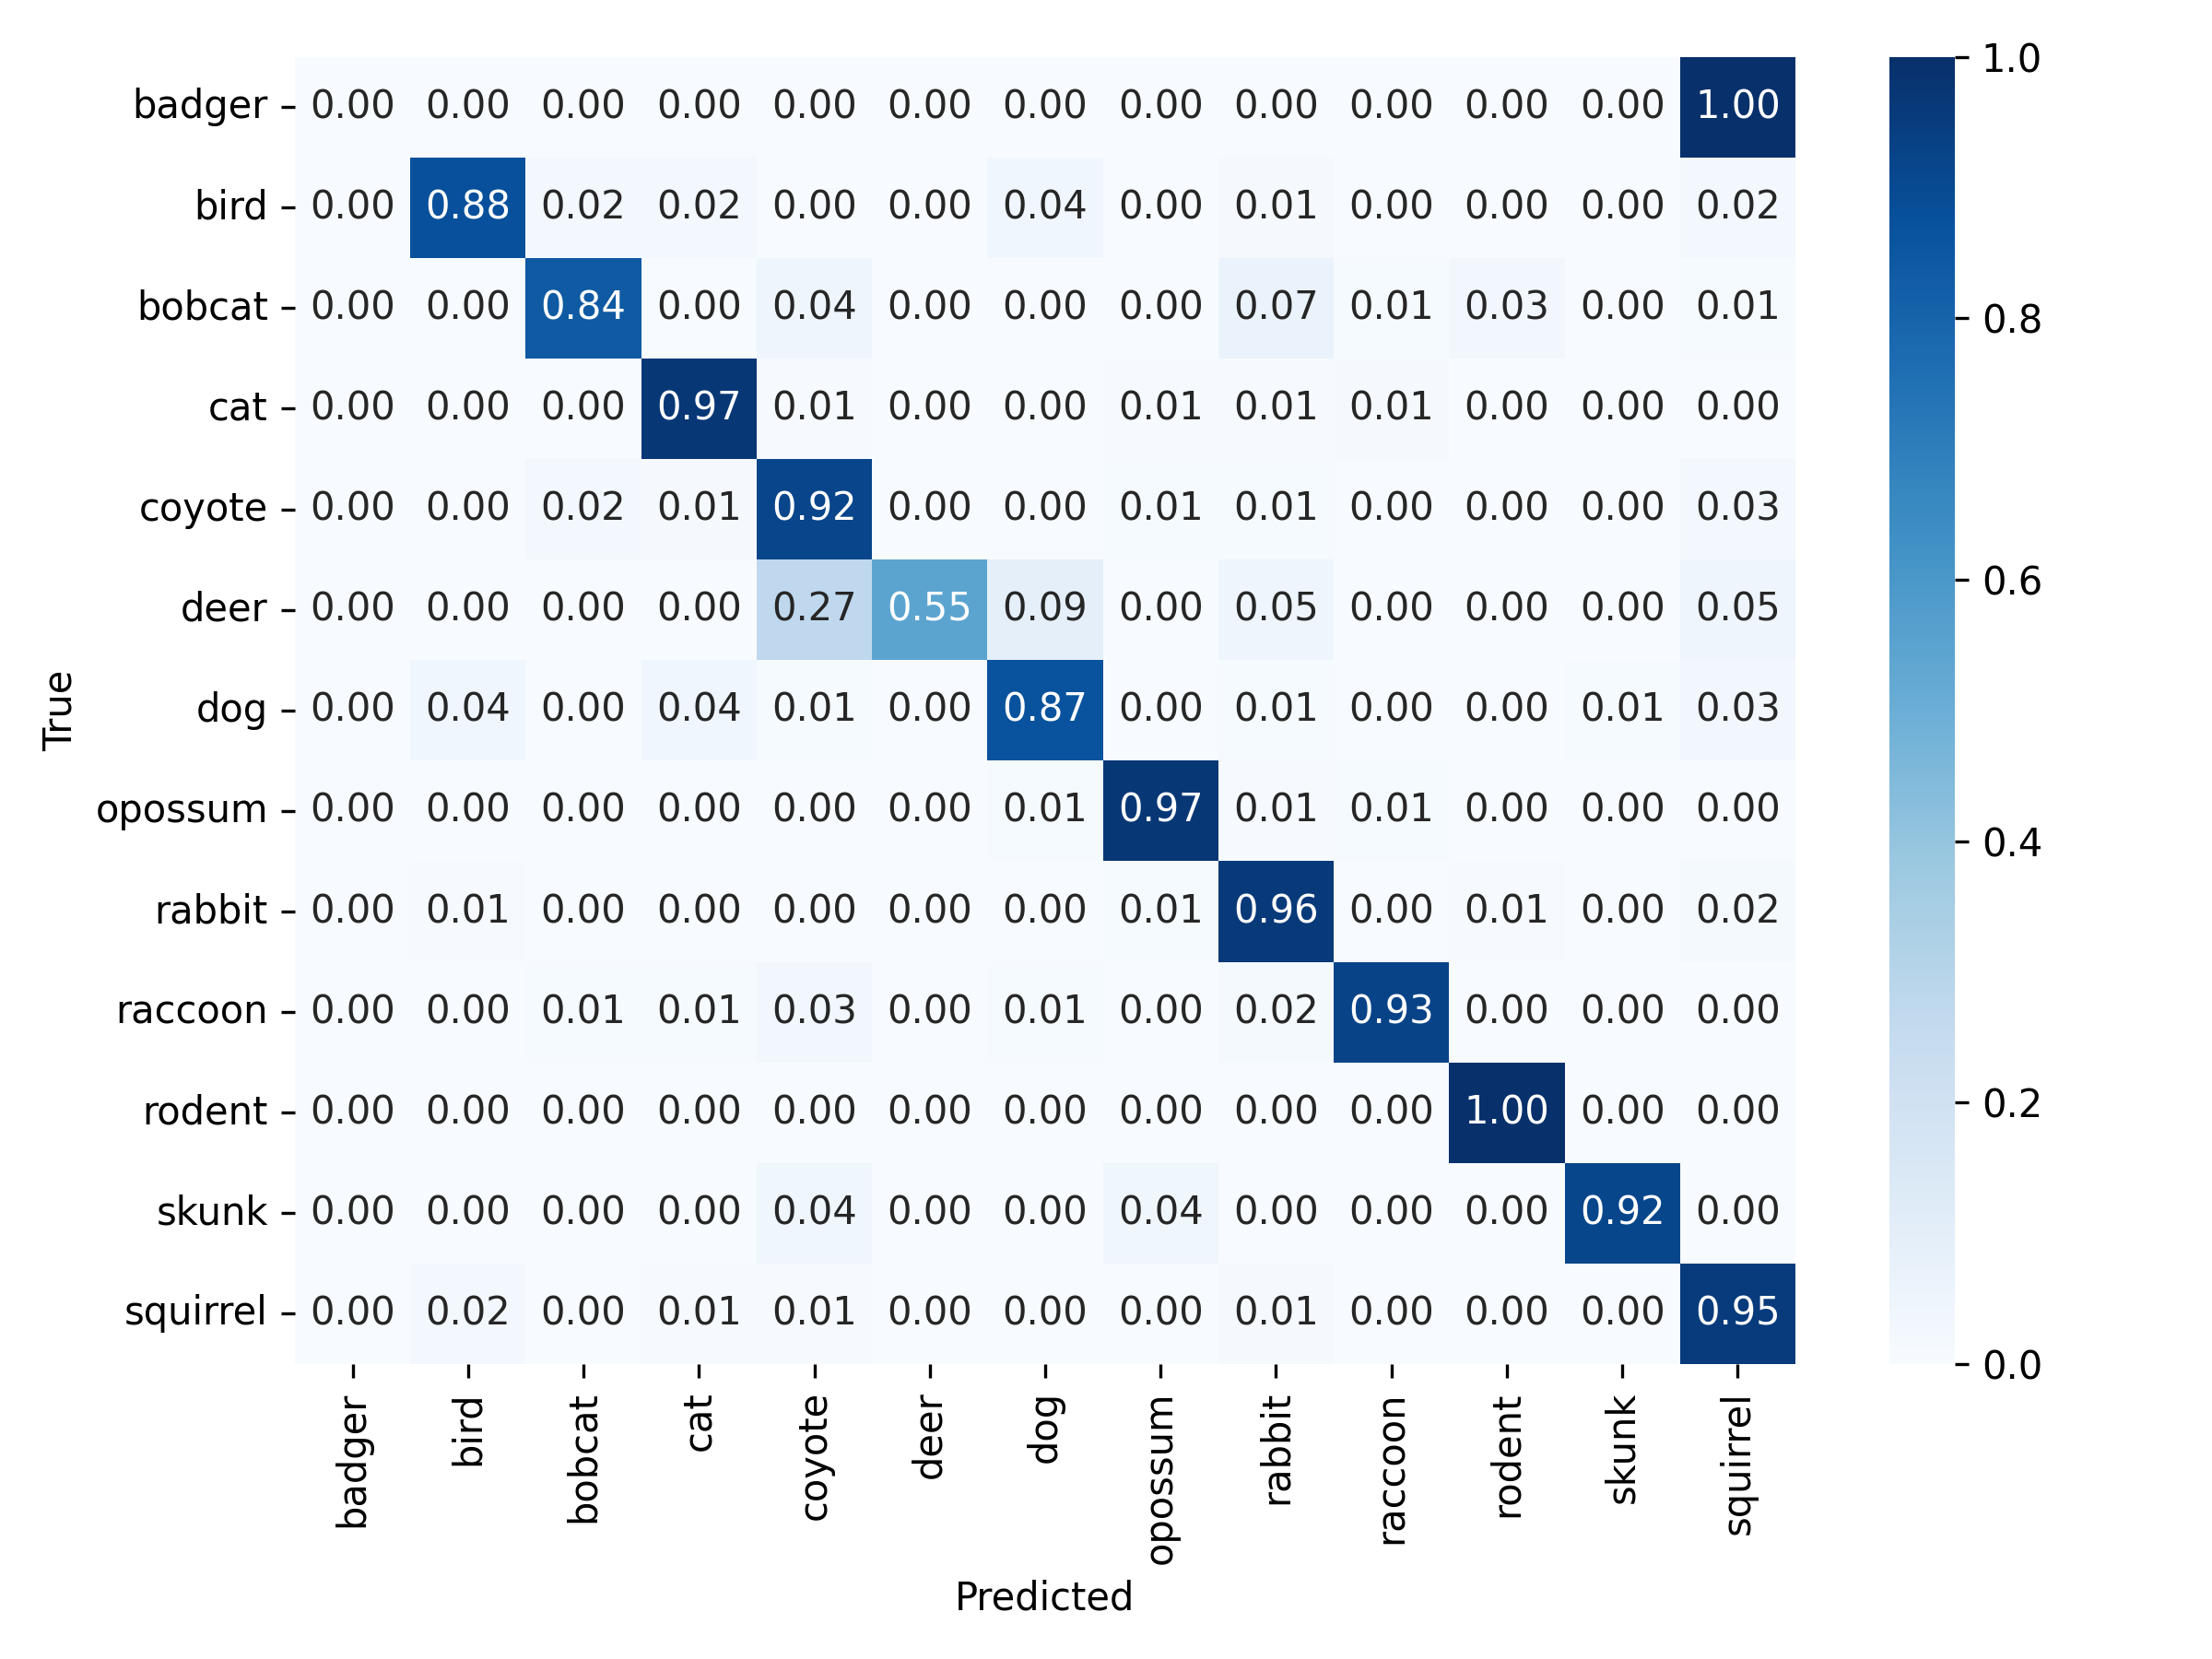 badger 0.00 0.00 0.00 0.00 0.00 0.00 0.00 0.00 0.00 0.00 0.00 0.00 1.00
bird 0.00 0.88 0.02 0.02 0.00 0.00 0.04 0.00 0.01 0.00 0.00 0.00 0.02
bobcat 0.00 0.00 0.84 0.00 0.04 0.00 0.00 0.00 0.07 0.01 0.03 0.00 0.01
cat 0.00 0.00 0.00 0.97 0.01 0.00 0.00 0.01 0.01 0.01 0.00 0.00 0.00
coyote 0.00 0.00 0.02 0.01 0.92 0.00 0.00 0.01 0.01 0.00 0.00 0.00 0.03
deer 0.00 0.00 0.00 0.00 0.27 0.55 0.09 0.00 0.05 0.00 0.00 0.00 0.05
dog 0.00 0.04 0.00 0.04 0.01 0.00 0.87 0.00 0.01 0.00 0.00 0.01 0.03
opossum 0.00 0.00 0.00 0.00 0.00 0.00 0.01 0.97 0.01 0.01 0.00 0.00 0.00
rabbit 0.00 0.01 0.00 0.00 0.00 0.00 0.00 0.01 0.96 0.00 0.01 0.00 0.02
raccoon 0.00 0.00 0.01 0.01 0.03 0.00 0.01 0.00 0.02 0.93 0.00 0.00 0.00
rodent 0.00 0.00 0.00 0.00 0.00 0.00 0.00 0.00 0.00 0.00 1.00 0.00 0.00
skunk 0.00 0.00 0.00 0.00 0.04 0.00 0.00 0.04 0.00 0.00 0.00 0.92 0.00
squirrel 0.00 0.02 0.00 0.01 0.01 0.00 0.00 0.00 0.01 0.00 0.00 0.00 0.95
True
badger bird bobcat cat coyote deer dog opossum rabbit raccoon rodent skunk squirrel
Predicted
1.0
0.8
0.6
0.4
0.2
0.0